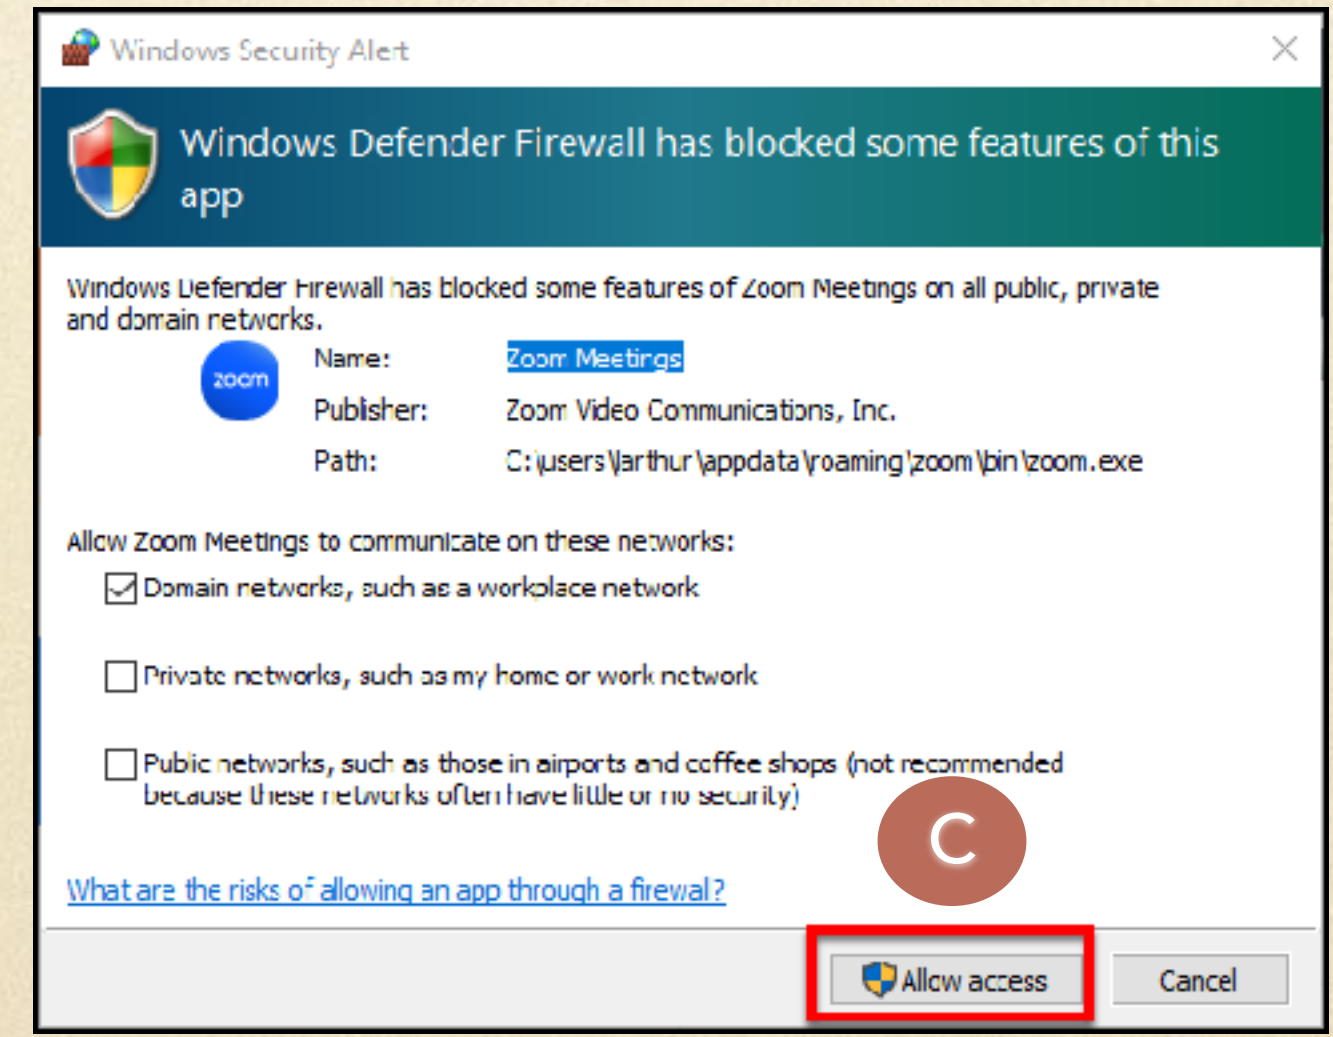 Windows Security Alert
Windows Defender Firewall has blocked some features of this
app
Windows Defender Firewall has blocked some features of Zoom Meetings on all public, private
and domain networks.
zoom
Name: Zoom Meetings
Publisher: Zoom Video Communications, Inc.
Path: C:\users\larthur\appdata\roaming\zoom\bin\zoom.exe
Allow Zoom Meetings to communicate on these networks:
Domain networks, such as a workplace network
Private networks, such as my home or work network
Public networks, such as those in airports and coffee shops (not recommended
because these networks often have little or no security)
C
What are the risks of allowing an app through a firewall?
Allow access Cancel